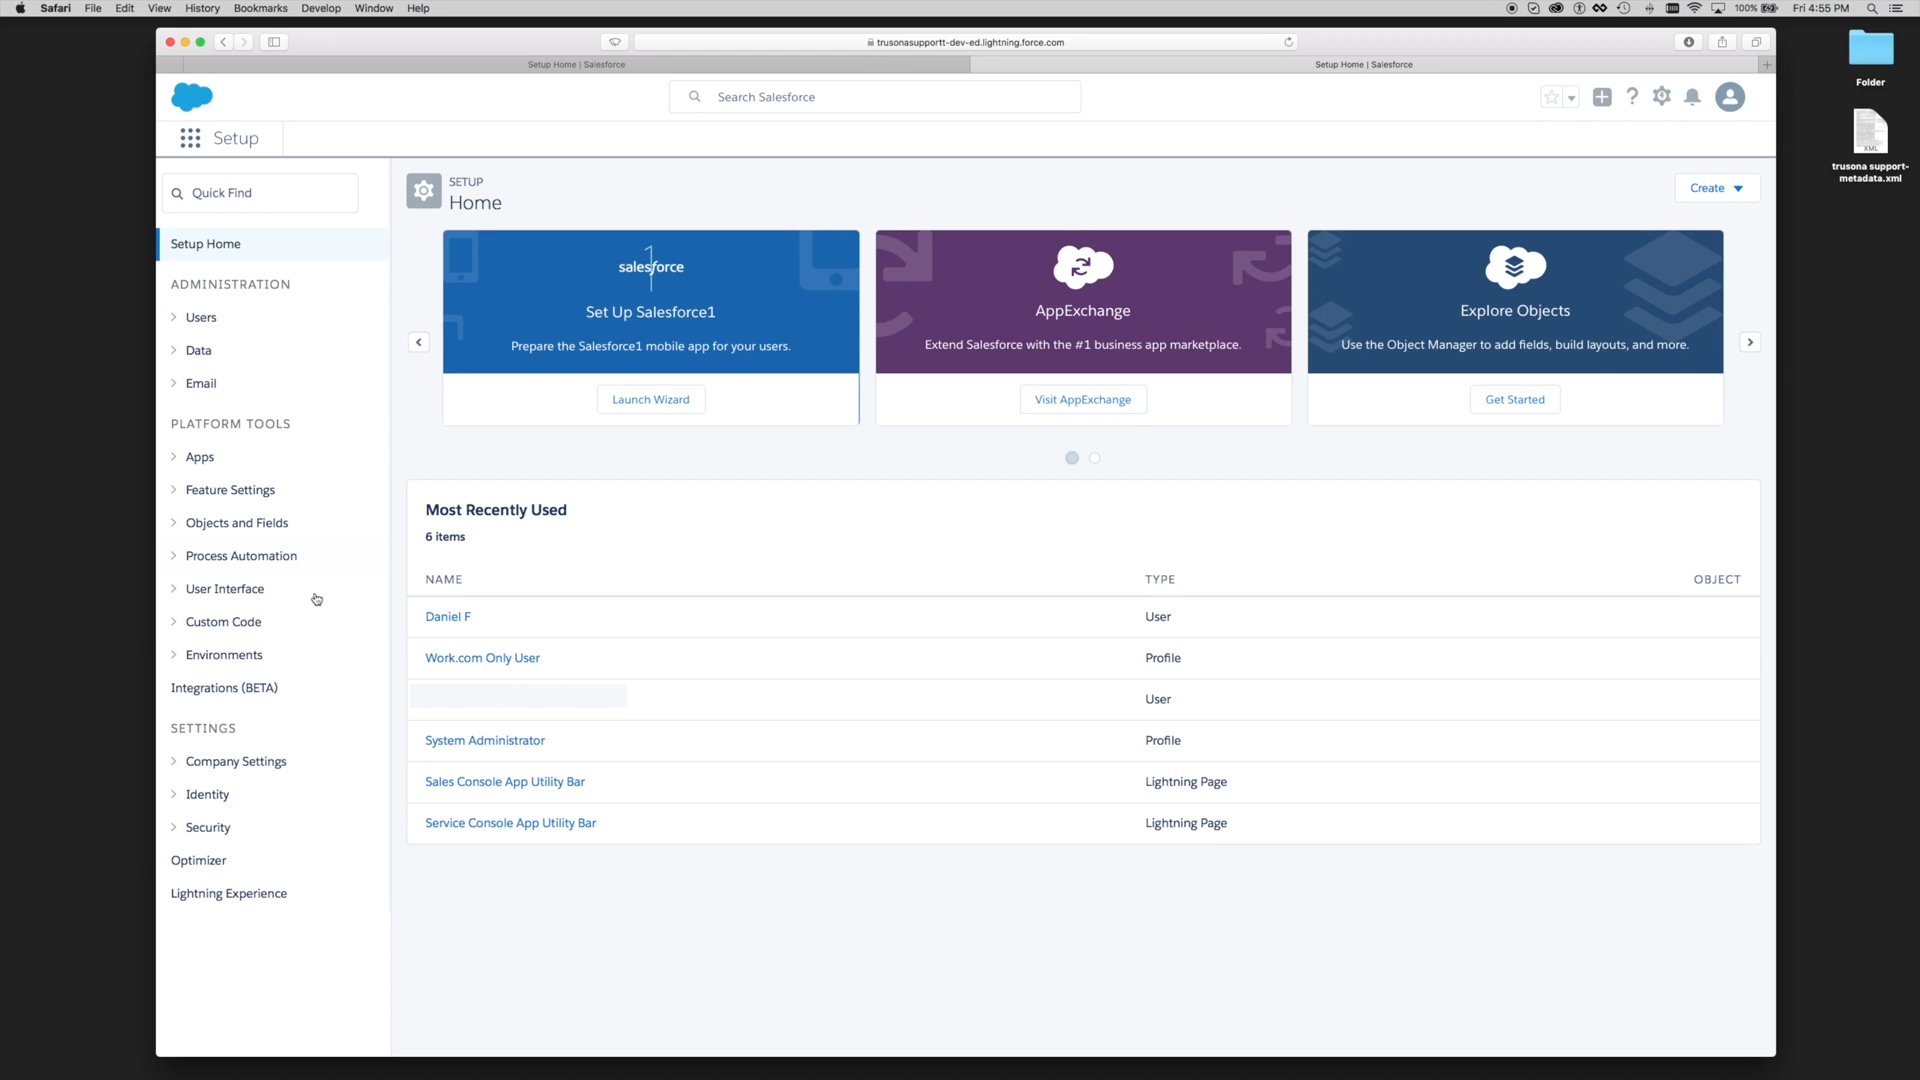 Safari File Edit View History Bookmarks Develop Window Help
100% Fri 4:55 PM
trusonasupportt-dev-ed.lightning.force.com
Setup Home | Salesforce
Setup Home | Salesforce
Folder
XML
trusona support-
metadata.xml
Search Salesforce
Setup
Quick Find
Setup Home
ADMINISTRATION
Users
Data
Email
PLATFORM TOOLS
Apps
Feature Settings
Objects and Fields
Process Automation
User Interface
Custom Code
Environments
Integrations (BETA)
SETTINGS
Company Settings
Identity
Security
Optimizer
Lightning Experience
SETUP
Home
Create
salesforce1
Set Up Salesforce1
Prepare the Salesforce1 mobile app for your users.
Launch Wizard
AppExchange
Extend Salesforce with the #1 business app marketplace.
Visit AppExchange
Explore Objects
Use the Object Manager to add fields, build layouts, and more.
Get Started
Most Recently Used
6 items
NAME TYPE OBJECT
Daniel F User
Work.com Only User Profile
User
System Administrator Profile
Sales Console App Utility Bar Lightning Page
Service Console App Utility Bar Lightning Page